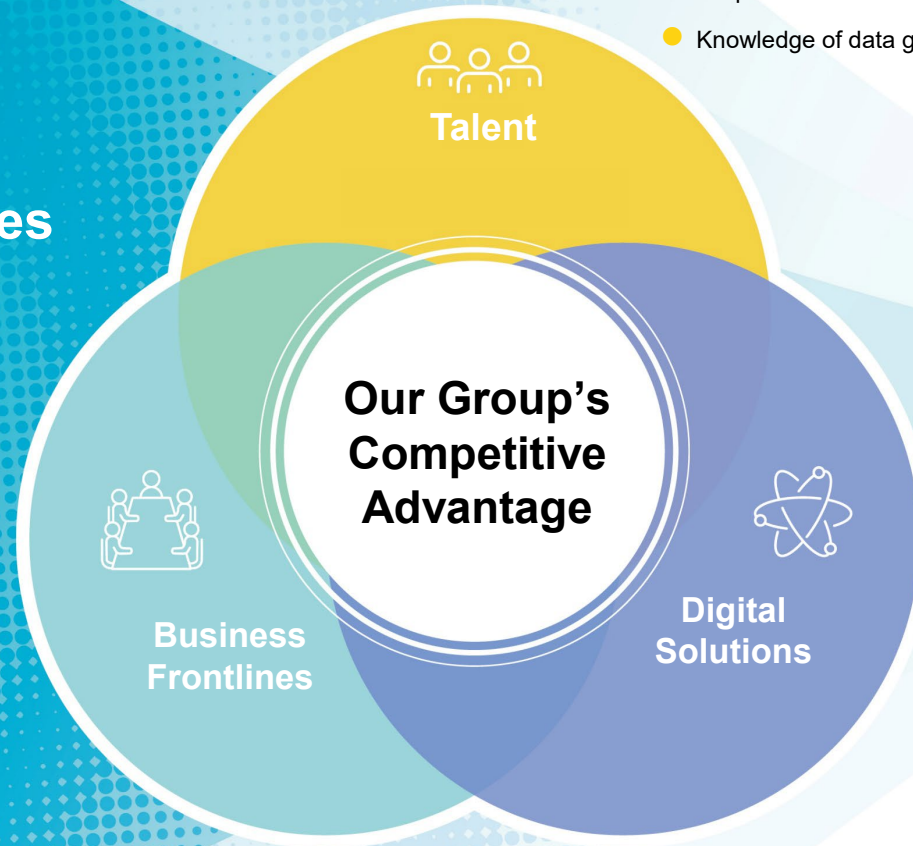 Knowledge of data g
Talent
es
Our Group's
Competitive
Advantage
Business
Frontlines
Digital
Solutions